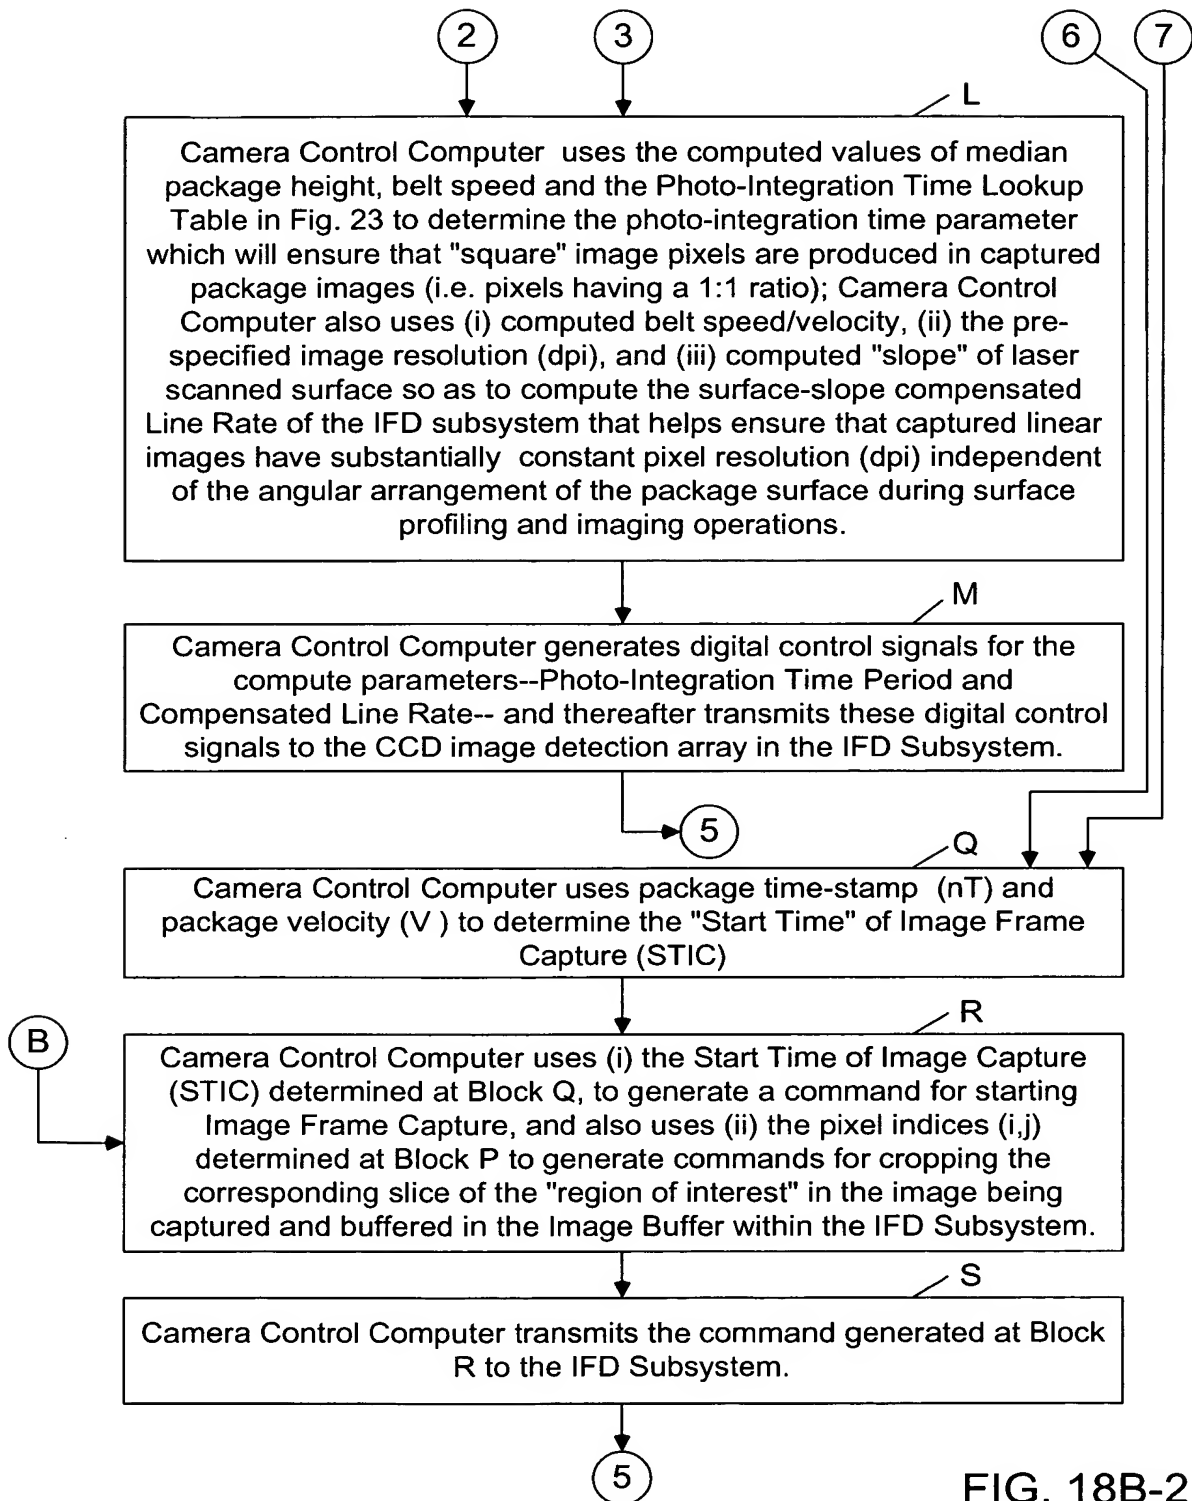 2
3
6
7
L
Camera Control Computer uses the computed values of median
package height, belt speed and the Photo-Integration Time Lookup
Table in Fig. 23 to determine the photo-integration time parameter
which will ensure that "square" image pixels are produced in captured
package images (i.e. pixels having a 1:1 ratio); Camera Control
Computer also uses (i) computed belt speed/velocity, (ii) the pre-
specified image resolution (dpi), and (iii) computed "slope" of laser
scanned surface so as to compute the surface-slope compensated
Line Rate of the IFD subsystem that helps ensure that captured linear
images have substantially constant pixel resolution (dpi) independent
of the angular arrangement of the package surface during surface
profiling and imaging operations.
M
Camera Control Computer generates digital control signals for the
compute parameters--Photo-Integration Time Period and
Compensated Line Rate-- and thereafter transmits these digital control
signals to the CCD image detection array in the IFD Subsystem.
5
Q
Camera Control Computer uses package time-stamp (nT) and
package velocity (V ) to determine the "Start Time" of Image Frame
Capture (STIC)
R
B
Camera Control Computer uses (i) the Start Time of Image Capture
(STIC) determined at Block Q, to generate a command for starting
Image Frame Capture, and also uses (ii) the pixel indices (i,j)
determined at Block P to generate commands for cropping the
corresponding slice of the "region of interest" in the image being
captured and buffered in the Image Buffer within the IFD Subsystem.
S
Camera Control Computer transmits the command generated at Block
R to the IFD Subsystem.
5
FIG. 18B-2